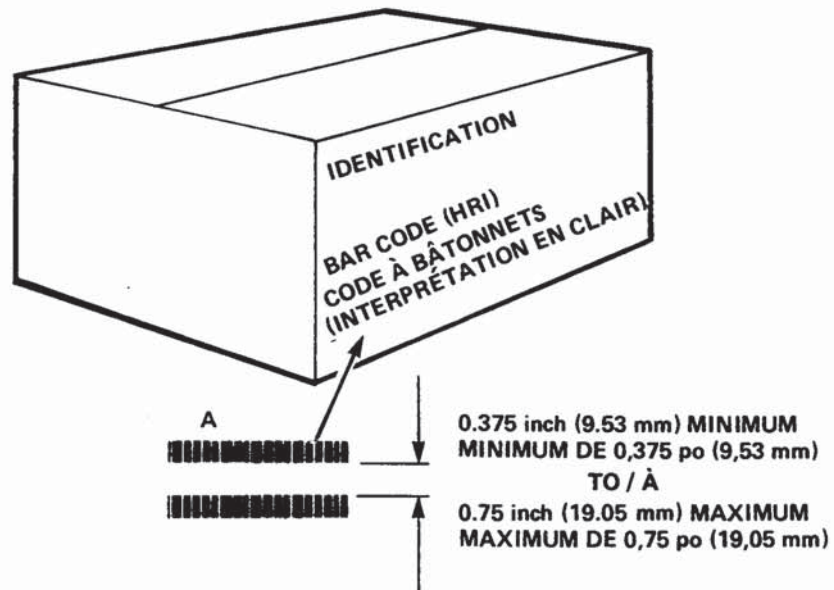 IDENTIFICATION
BAR CODE (HRI)
CODE À BÂTONNETS
(INTERPRÉTATION EN CLAIR)
A
0.375 inch (9.53 mm) MINIMUM
MINIMUM DE 0,375 po (9,53 mm)
TO / À
0.75 inch (19.05 mm) MAXIMUM
MAXIMUM DE 0,75 po (19,05 mm)